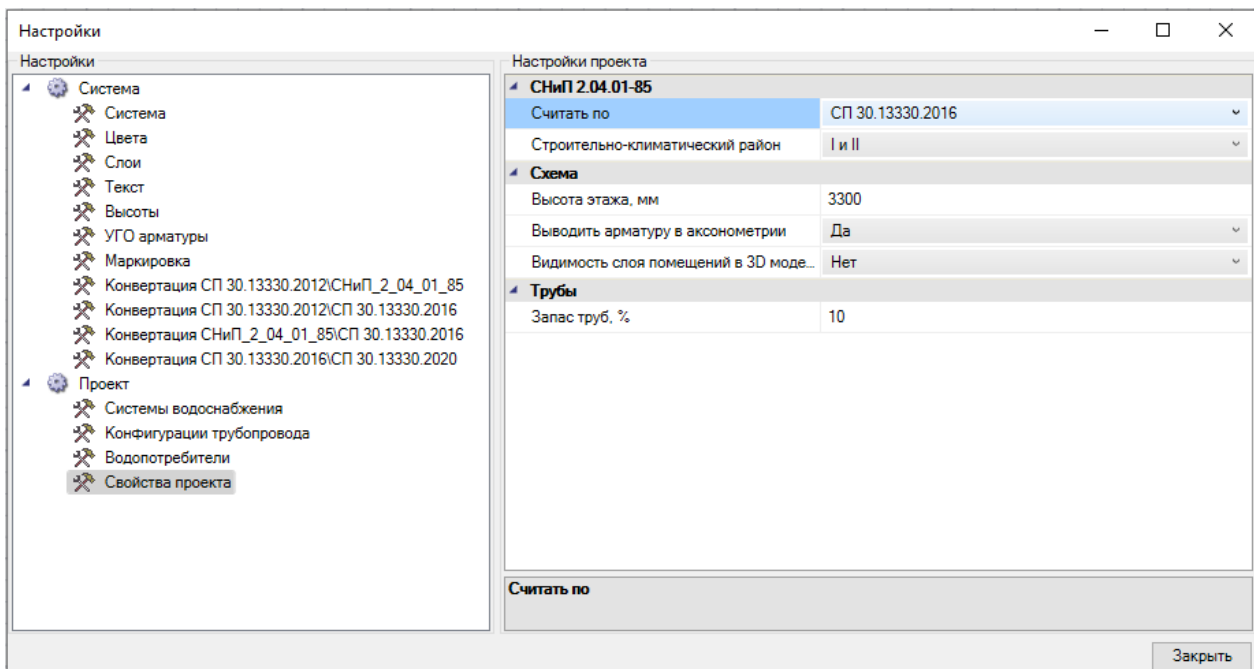 Настройки
Настройки
Система
Система
Цвета
Слои
Текст
Высоты
УГО арматуры
Маркировка
Конвертация СП 30.13330.2012\СНиП_2_04_01_85
Конвертация СП 30.13330.2012\СП 30.13330.2016
Конвертация СНиП_2_04_01_85\СП 30.13330.2016
Конвертация СП 30.13330.2016\СП 30.13330.2020
Проект
Системы водоснабжения
Конфигурации трубопровода
Водопотребители
Свойства проекта
Настройки проекта
СНиП 2.04.01-85
Считать по СП 30.13330.2016
Строительно-климатический район I и II
Схема
Высота этажа, мм 3300
Выводить арматуру в аксонометрии Да
Видимость слоя помещений в 3D моде... Нет
Трубы
Запас труб, % 10
Считать по
Закрыть